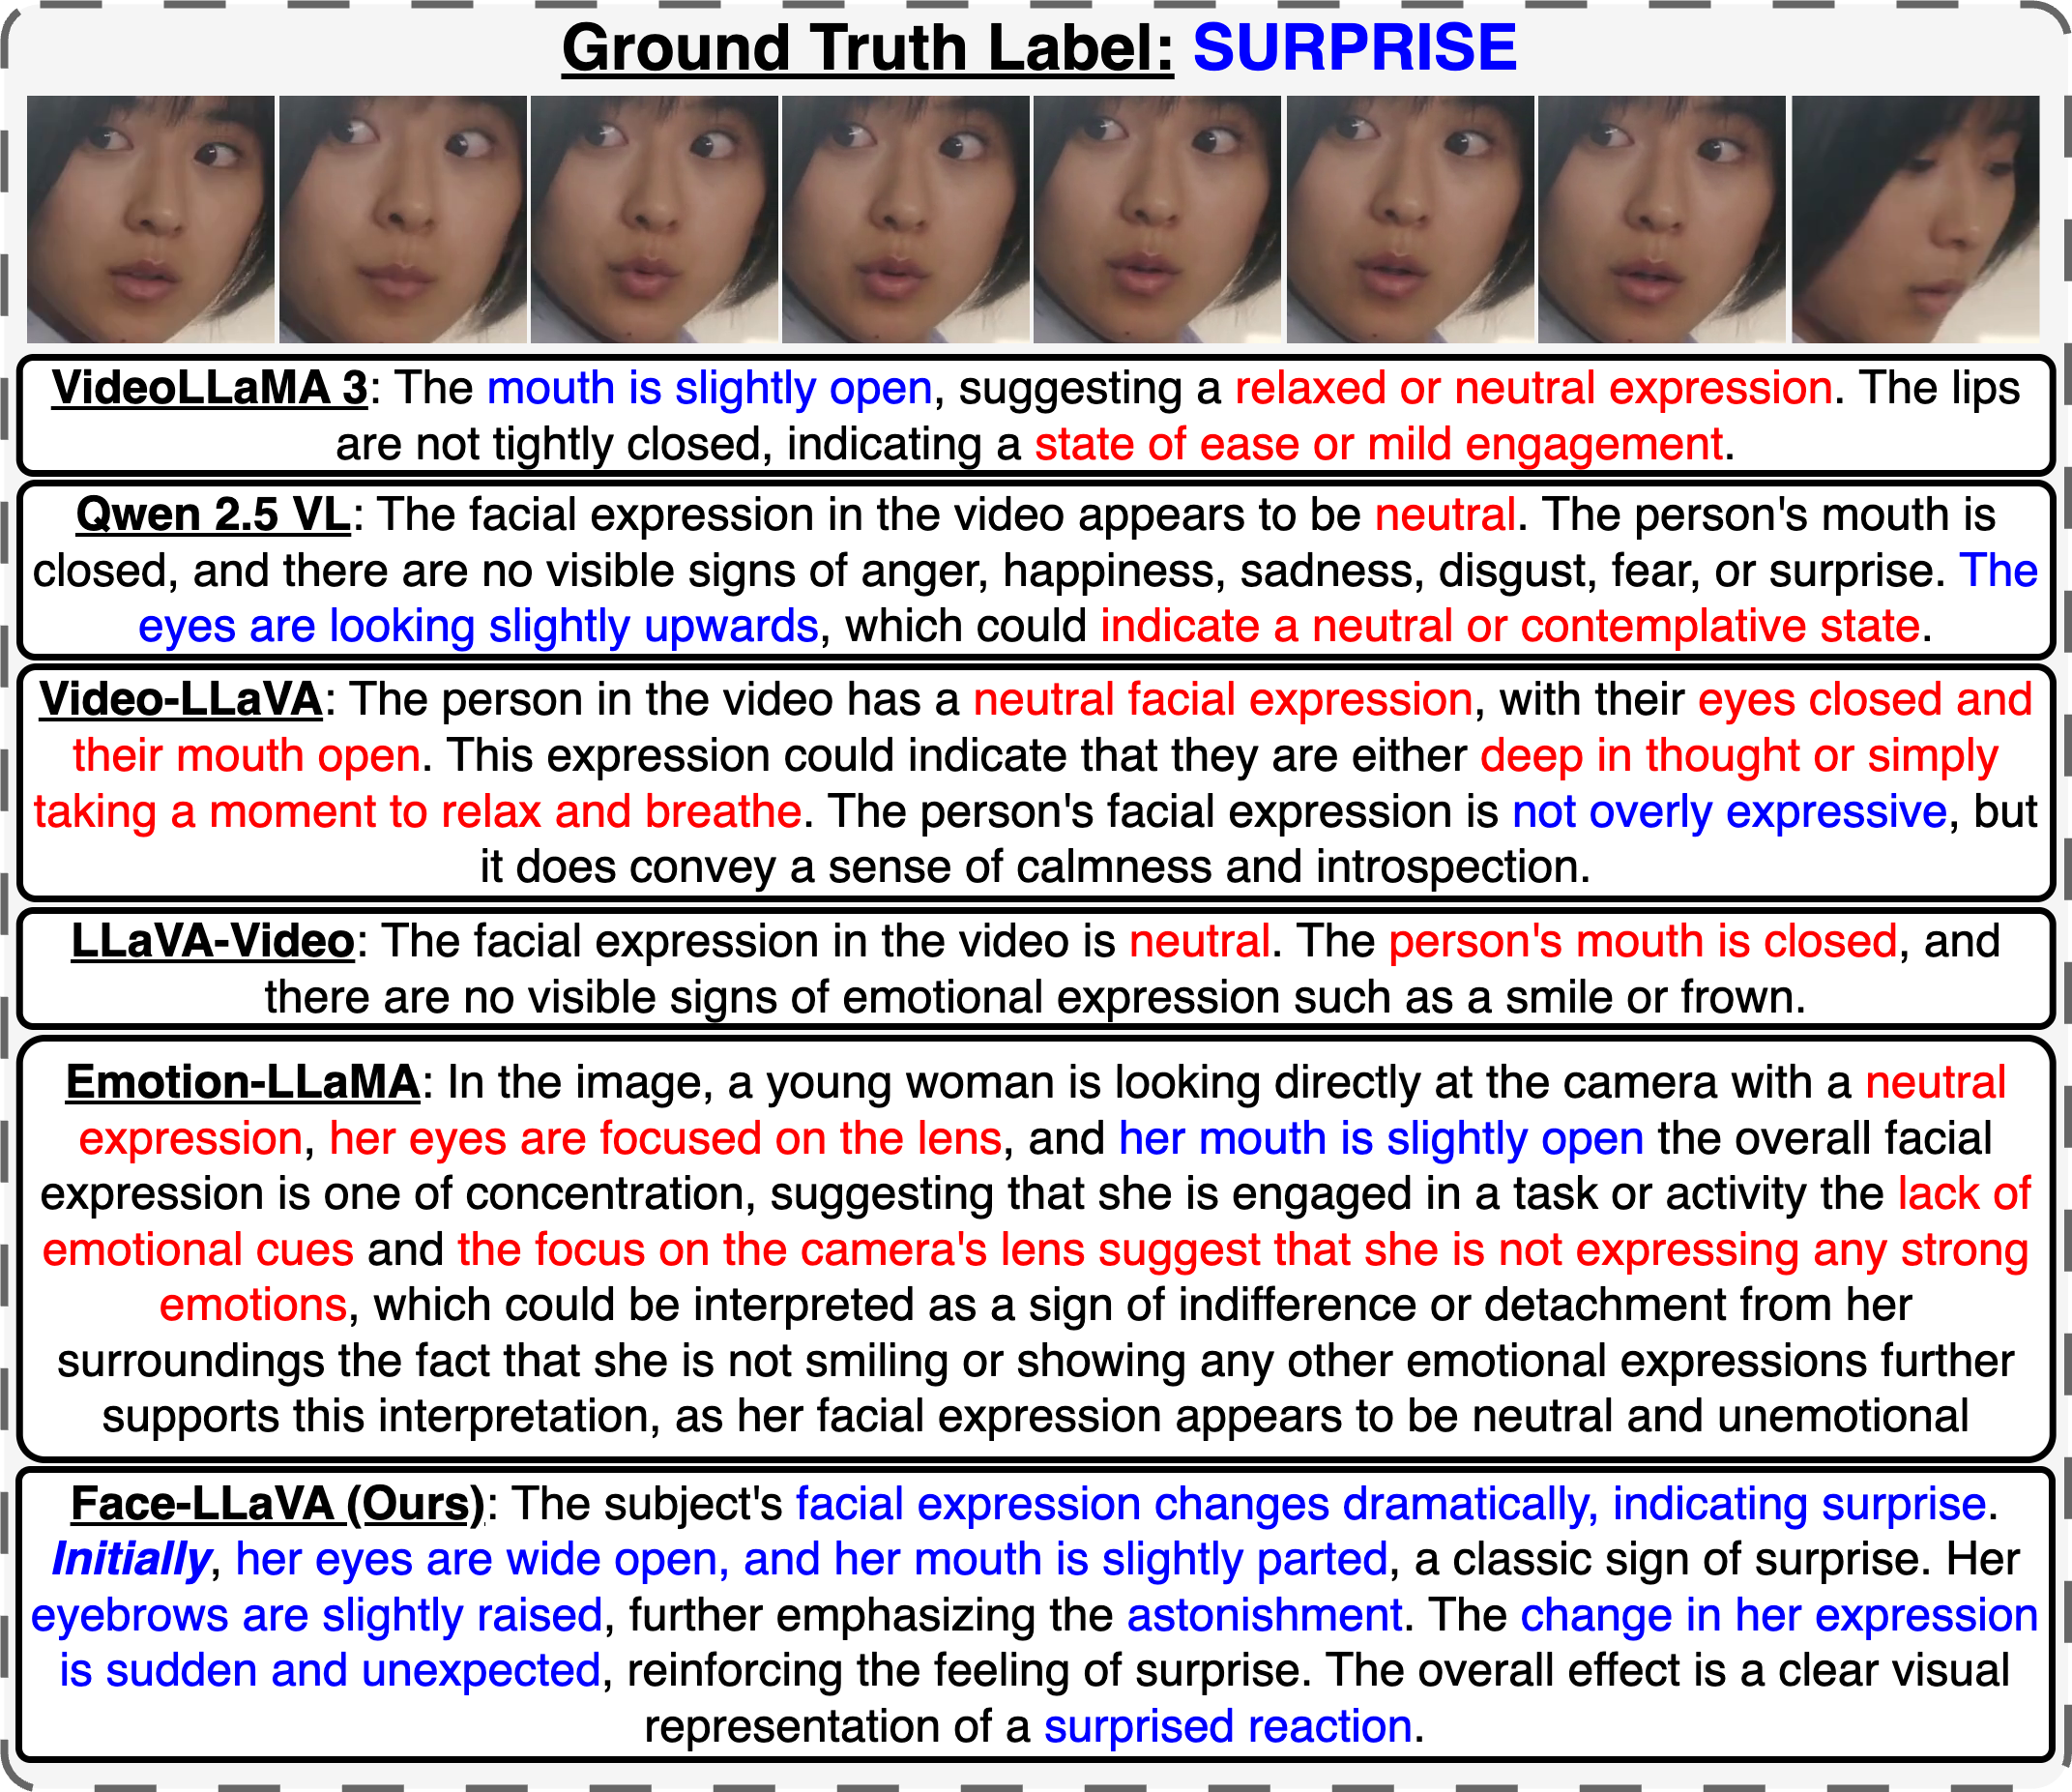 Ground Truth Label: SURPRISE
VideoLLaMA 3: The mouth is slightly open, suggesting a relaxed or neutral expression. The lips
are not tightly closed, indicating a state of ease or mild engagement.
Qwen 2.5 VL: The facial expression in the video appears to be neutral. The person's mouth is
closed, and there are no visible signs of anger, happiness, sadness, disgust, fear, or surprise. The
eyes are looking slightly upwards, which could indicate a neutral or contemplative state.
Video-LLaVA: The person in the video has a neutral facial expression, with their eyes closed and
their mouth open. This expression could indicate that they are either deep in thought or simply
taking a moment to relax and breathe. The person's facial expression is not overly expressive, but
it does convey a sense of calmness and introspection.
LLaVA-Video: The facial expression in the video is neutral. The person's mouth is closed, and
there are no visible signs of emotional expression such as a smile or frown.
Emotion-LLaMA: In the image, a young woman is looking directly at the camera with a neutral
expression, her eyes are focused on the lens, and her mouth is slightly open the overall facial
expression is one of concentration, suggesting that she is engaged in a task or activity the lack of
emotional cues and the focus on the camera's lens suggest that she is not expressing any strong
emotions, which could be interpreted as a sign of indifference or detachment from her
surroundings the fact that she is not smiling or showing any other emotional expressions further
supports this interpretation, as her facial expression appears to be neutral and unemotional
Face-LLaVA (Ours): The subject's facial expression changes dramatically, indicating surprise.
Initially, her eyes are wide open, and her mouth is slightly parted, a classic sign of surprise. Her
eyebrows are slightly raised, further emphasizing the astonishment. The change in her expression
is sudden and unexpected, reinforcing the feeling of surprise. The overall effect is a clear visual
representation of a surprised reaction.